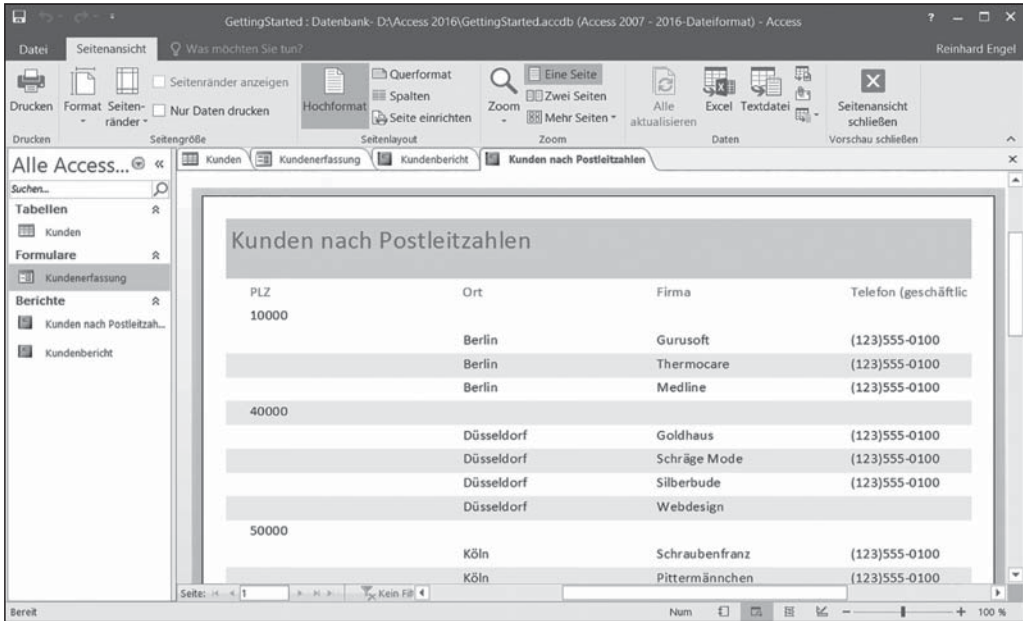 GettingStarted : Datenbank- D:\Access 2016\GettingStarted.accdb (Access 2007 - 2016-Dateiformat) - Access
Datei Seitenansicht Was möchten Sie tun? Reinhard Engel
Drucken
Format
Seiten-
ränder
Seitenränder anzeigen
Nur Daten drucken
Hochformat
Querformat
Spalten
Seite einrichten
Zoom
Eine Seite
Zwei Seiten
Mehr Seiten
Alle
aktualisieren
Excel
Textdatei
Seitenansicht
schließen
Drucken Seitengröße Seitenlayout Zoom Daten Vorschau schließen
Alle Access...
Suchen...
Tabellen
Kunden
Formulare
Kundenerfassung
Berichte
Kunden nach Postleitzah...
Kundenbericht
Kunden Kundenerfassung Kundenbericht Kunden nach Postleitzahlen
Kunden nach Postleitzahlen
PLZ Ort Firma Telefon (geschäftlic
10000
Berlin Gurusoft (123)555-0100
Berlin Thermocare (123)555-0100
Berlin Medline (123)555-0100
40000
Düsseldorf Goldhaus (123)555-0100
Düsseldorf Schräge Mode (123)555-0100
Düsseldorf Silberbude (123)555-0100
Düsseldorf Webdesign
50000
Köln Schraubenfranz (123)555-0100
Köln Pittermännchen (123)555-0100
Seite: 1 Kein Filt
Bereit Num 100 %